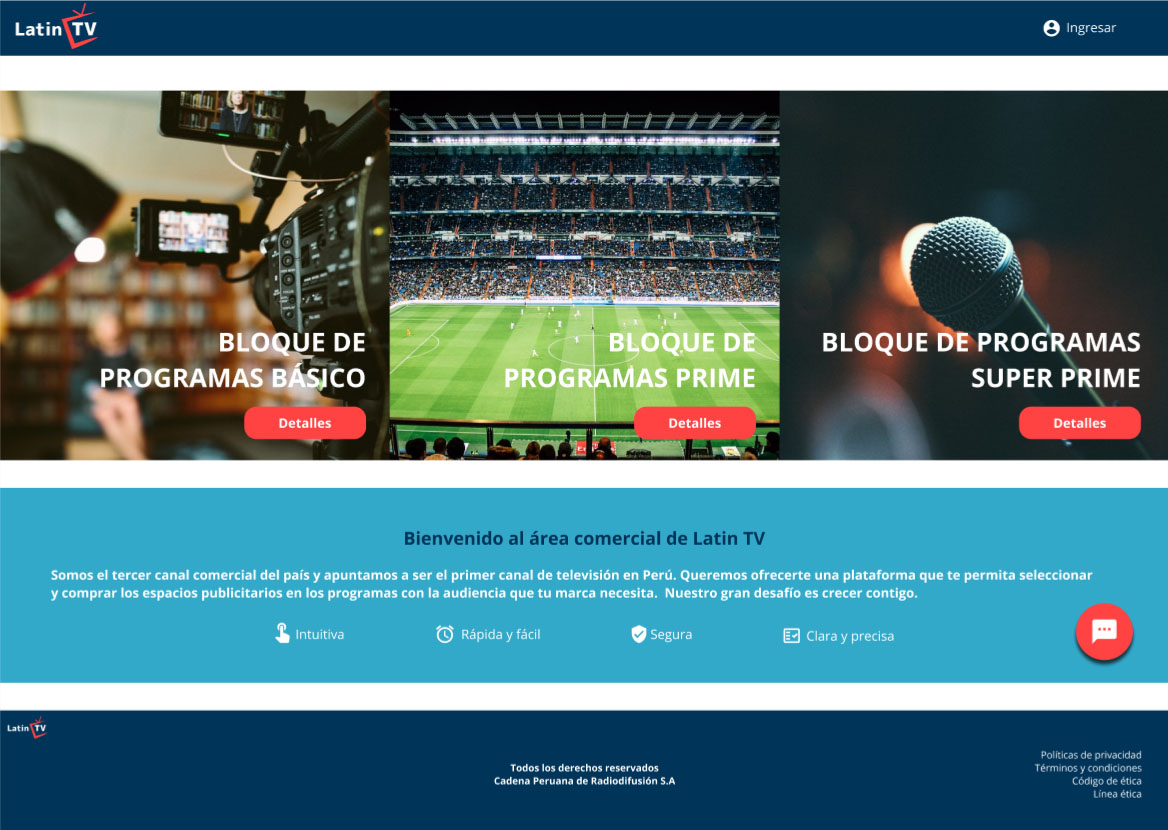 Latin TV
Ingresar
BLOQUE DE
PROGRAMAS BÁSICO
Detalles
BLOQUE DE
PROGRAMAS PRIME
Detalles
BLOQUE DE PROGRAMAS
SUPER PRIME
Detalles
Bienvenido al área comercial de Latin TV
Somos el tercer canal comercial del país y apuntamos a ser el primer canal de televisión en Perú. Queremos ofrecerte una plataforma que te permita seleccionar
y comprar los espacios publicitarios en los programas con la audiencia que tu marca necesita. Nuestro gran desafío es crecer contigo.
Intuitiva
Rápida y fácil
Segura
Clara y precisa
Latin TV
Todos los derechos reservados
Cadena Peruana de Radiodifusión S.A
Políticas de privacidad
Términos y condiciones
Código de ética
Línea ética